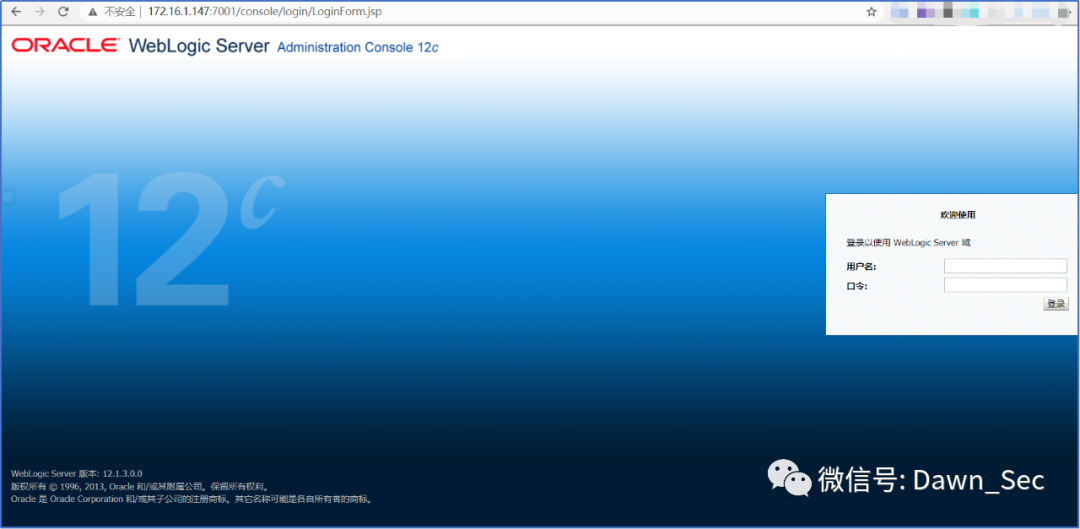 不安全 172.16.1.147:7001/console/login/LoginForm.jsp
ORACLE WebLogic Server Administration Console 12c
12c
欢迎使用
登录以使用 WebLogic Server 域
用户名:
口令:
登录
WebLogic Server 版本: 12.1.3.0.0
版权所有 © 1996, 2013, Oracle 和/或其附属公司。保留所有权利。
Oracle 是 Oracle Corporation 和/或其子公司的注册商标。其它名称可能是各自所有者的商标。
微信号: Dawn_Sec